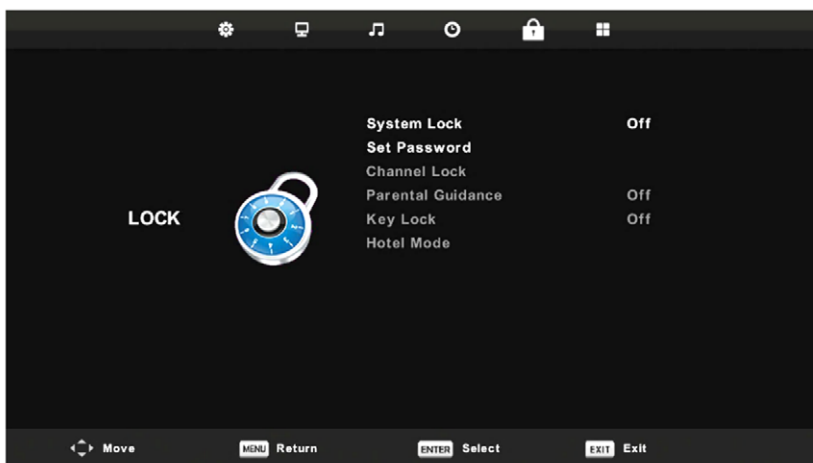 System Lock Off
Set Password
Channel Lock
Parental Guidance Off
LOCK
Key Lock Off
Hotel Mode
Move MENU Return ENTER Select EXIT Exit